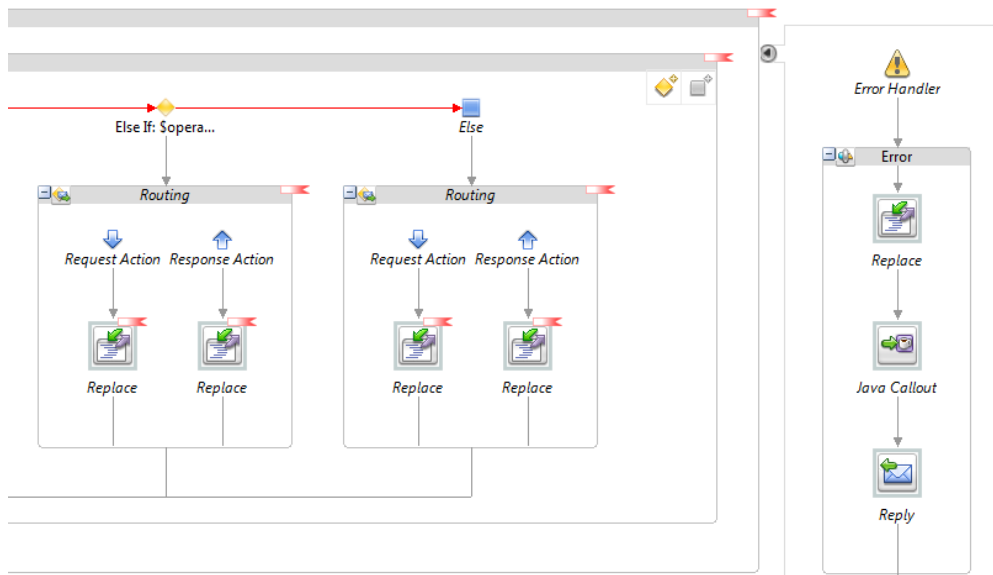 Error Handler
Else If: $opera...
Else
Error
Routing
Routing
Request Action
Response Action
Request Action
Response Action
Replace
Replace
Replace
Replace
Replace
Java Callout
Reply